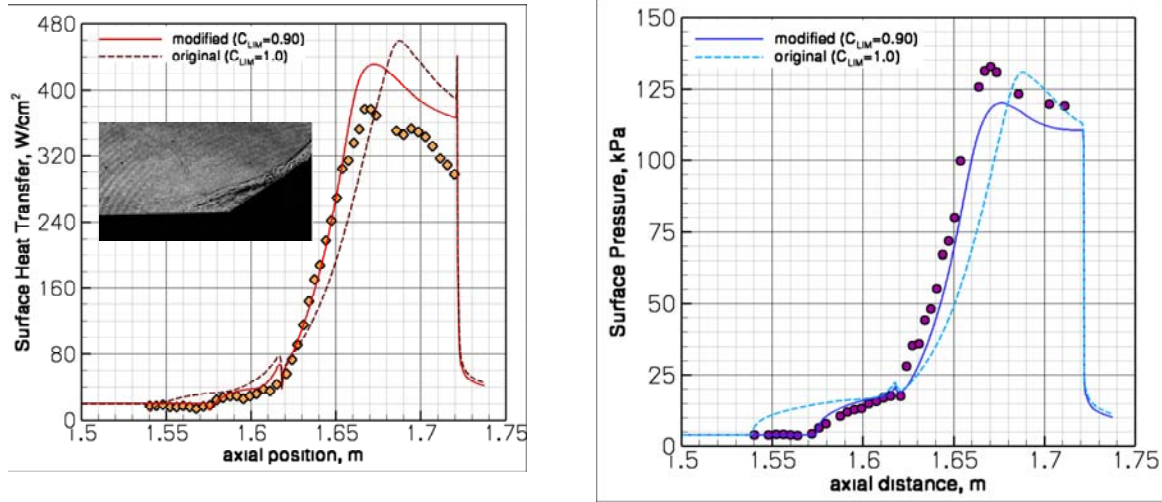 480
400
320
240
160
80
0
Surface Heat Transfer, W/cm²
modified (C_LIM=0.90)
original (C_LIM=1.0)
1.5 1.55 1.6 1.65 1.7 1.75
axial position, m
150
125
100
75
50
25
0
Surface Pressure, kPa
modified (C_LIM=0.90)
original (C_LIM=1.0)
1.5 1.55 1.6 1.65 1.7 1.75
axial distance, m